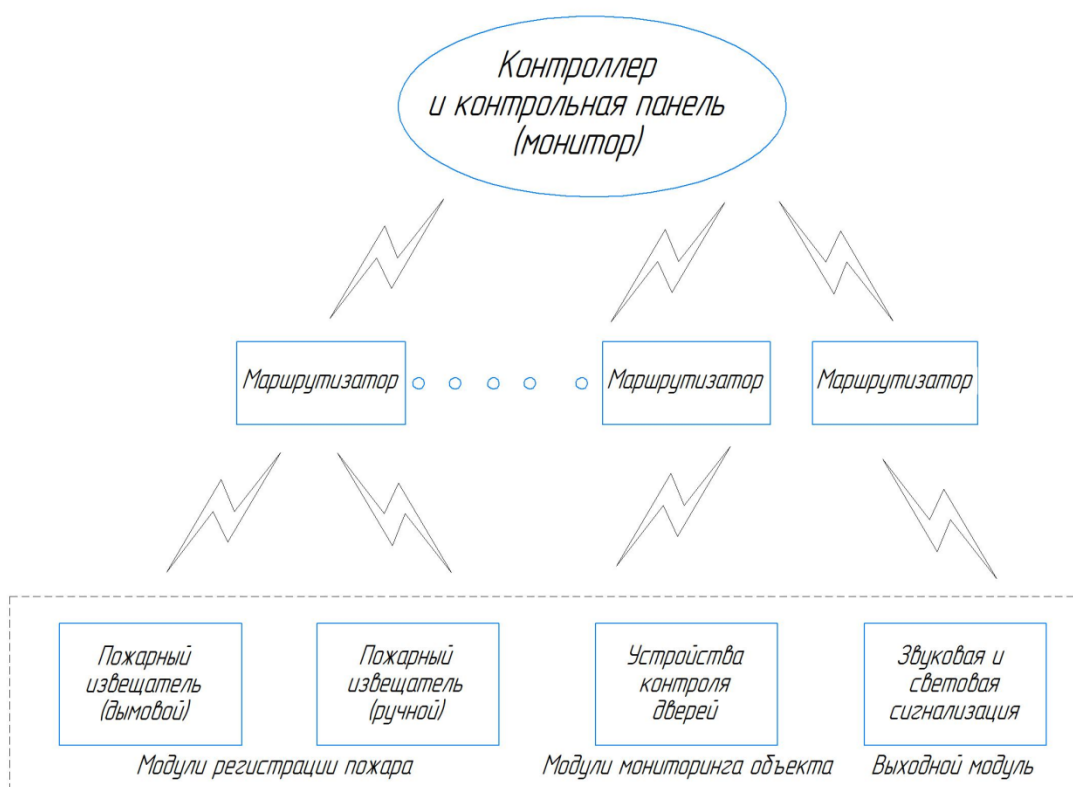 Контроллер
и контрольная панель
(монитор)
Маршрутизатор
Маршрутизатор
Маршрутизатор
Пожарный
извещатель
(дымовой)
Пожарный
извещатель
(ручной)
Устройства
контроля
дверей
Звуковая и
световая
сигнализация
Модули регистрации пожара
Модули мониторинга объекта
Выходной модуль